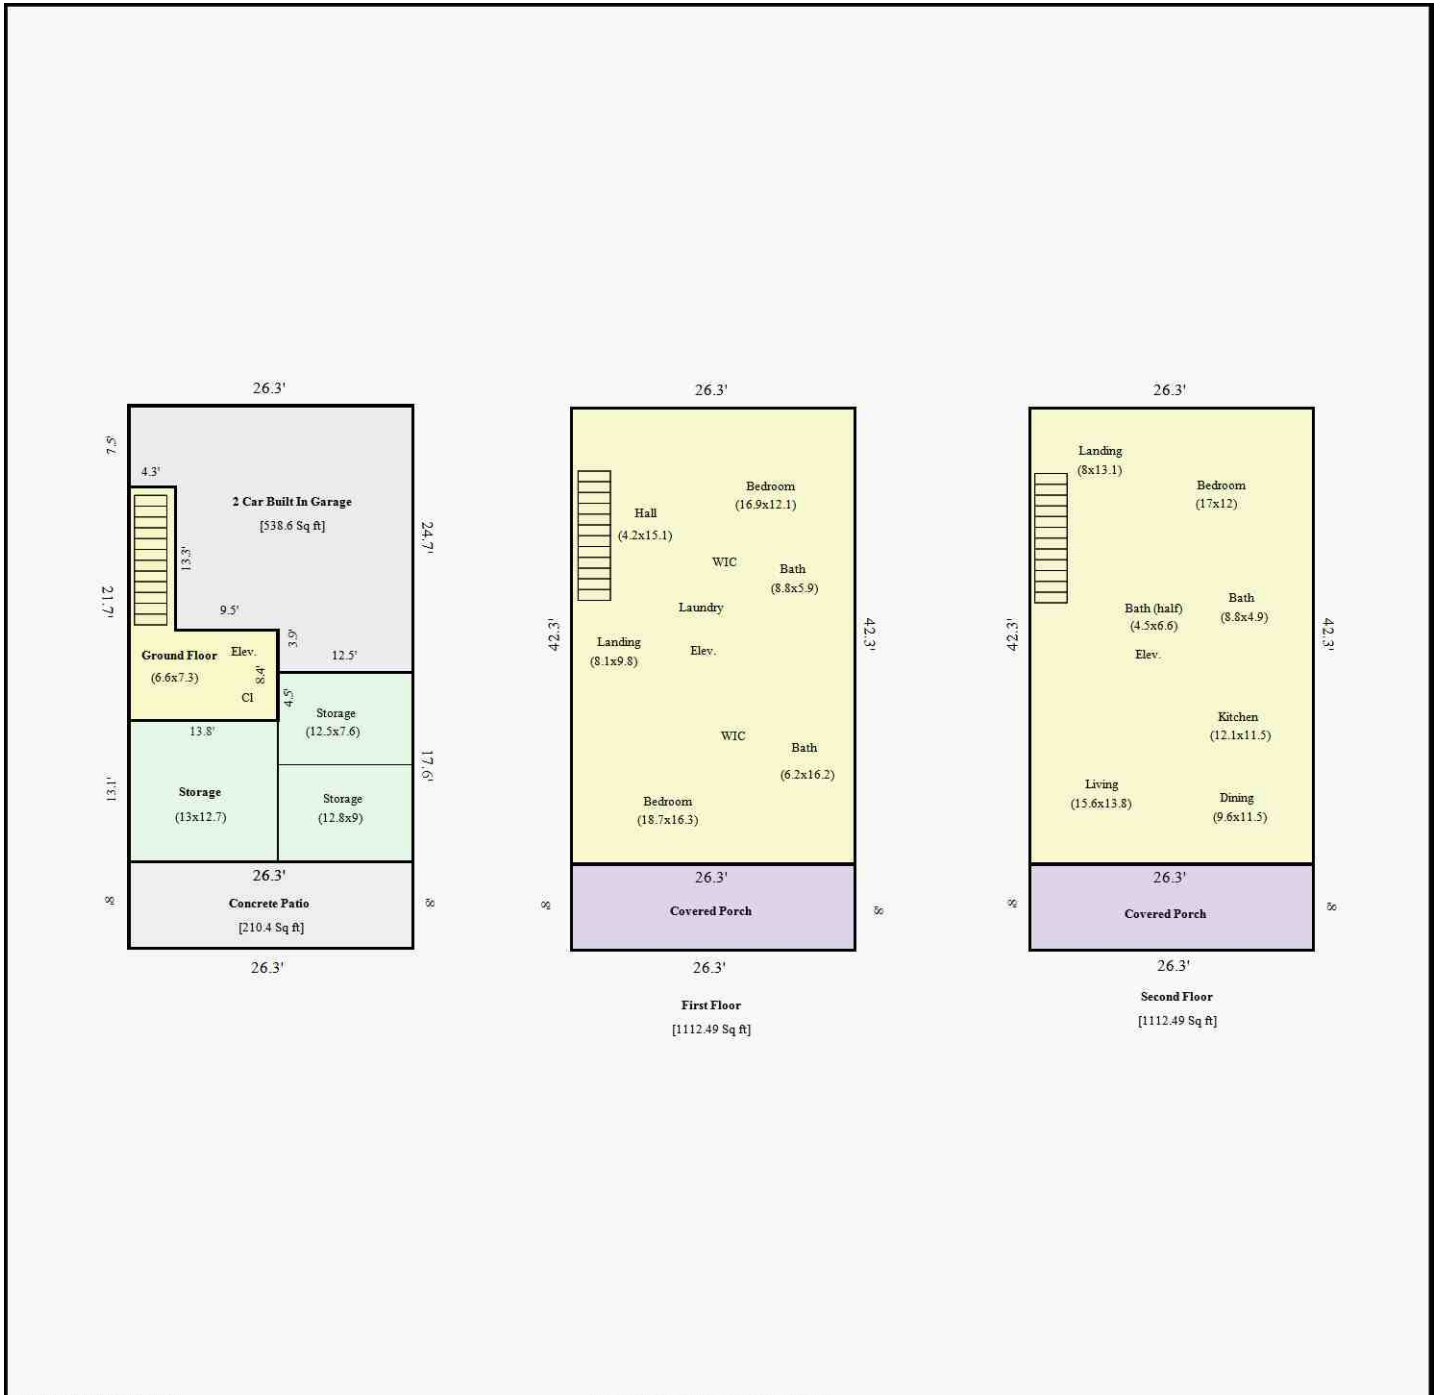 26.3'
7.5'
4.3'
2 Car Built In Garage
[538.6 Sq ft]
24.7'
13.3'
21.7'
9.5'
3.9'
Ground Floor
Elev.
12.5'
(6.6x7.3)
8.4'
Cl
4.5'
Storage
(12.5x7.6)
13.8'
17.6'
13.1'
Storage
(13x12.7)
Storage
(12.8x9)
26.3'
8
Concrete Patio
8
[210.4 Sq ft]
26.3'
26.3'
Bedroom
(16.9x12.1)
Hall
(4.2x15.1)
WIC
Bath
(8.8x5.9)
Laundry
42.3'
42.3'
Landing
(8.1x9.8)
Elev.
WIC
Bath
(6.2x16.2)
Bedroom
(18.7x16.3)
26.3'
8
Covered Porch
8
26.3'
First Floor
[1112.49 Sq ft]
26.3'
Landing
(8x13.1)
Bedroom
(17x12)
Bath (half)
(4.5x6.6)
Bath
(8.8x4.9)
42.3'
42.3'
Elev.
Kitchen
(12.1x11.5)
Living
(15.6x13.8)
Dining
(9.6x11.5)
26.3'
8
Covered Porch
8
26.3'
Second Floor
[1112.49 Sq ft]